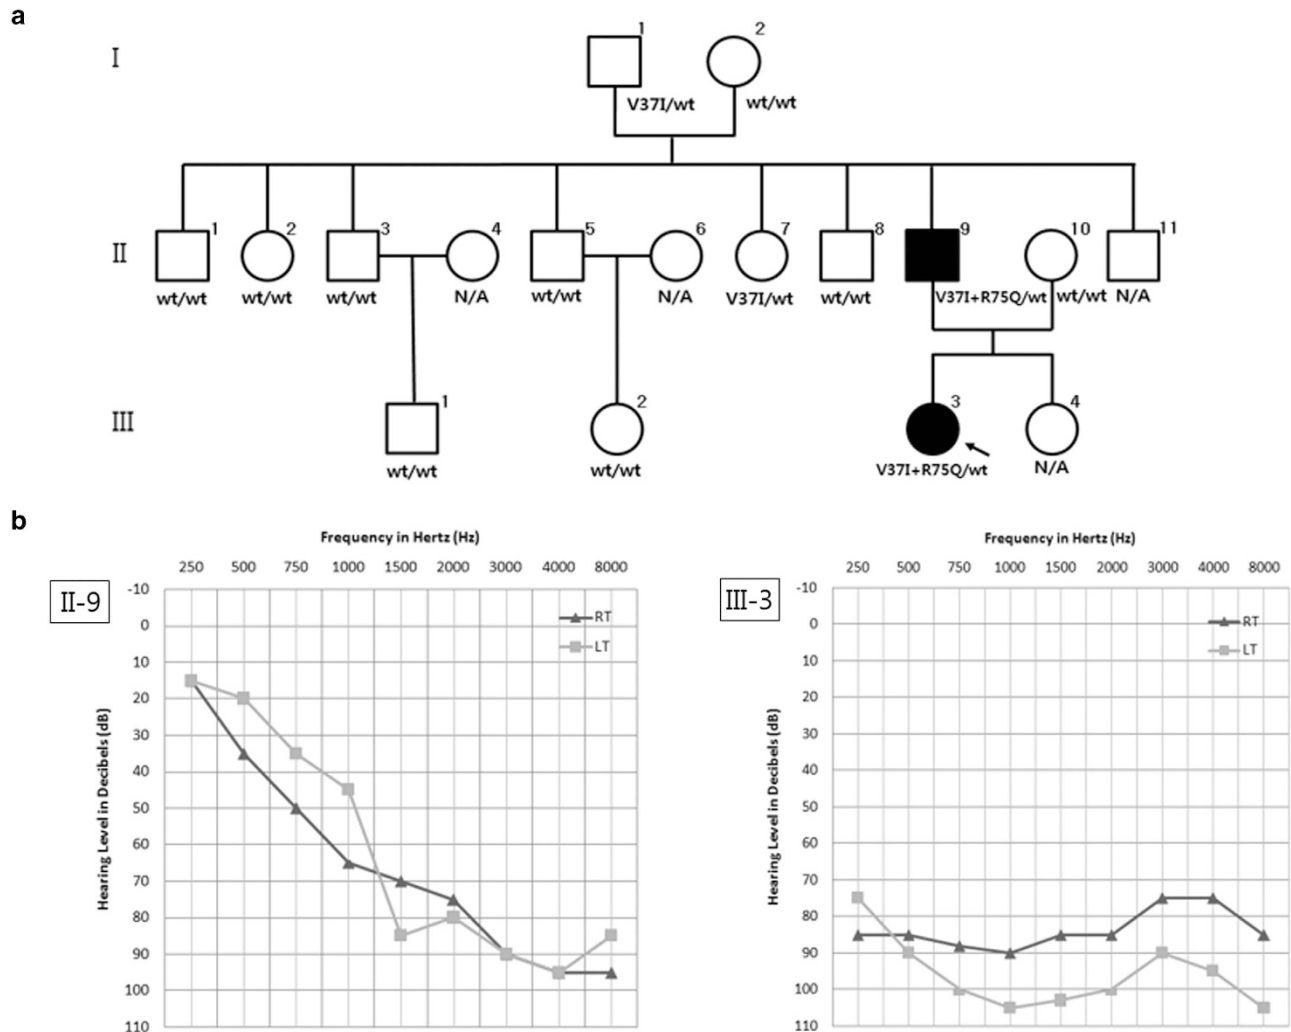 a
I
1
2
V37I/wt
wt/wt
II
1 2 3 4 5 6 7 8 9 10 11
wt/wt wt/wt wt/wt N/A wt/wt N/A V37I/wt wt/wt V37I+R75Q/wt wt/wt N/A
III
1 2 3 4
wt/wt wt/wt V37I+R75Q/wt N/A
b
II-9
Frequency in Hertz (Hz)
250 500 750 1000 1500 2000 3000 4000 8000
Hearing Level in Decibels (dB)
-10
0
10
20
30
40
50
60
70
80
90
100
110
RT
LT
III-3
Frequency in Hertz (Hz)
250 500 750 1000 1500 2000 3000 4000 8000
Hearing Level in Decibels (dB)
-10
0
10
20
30
40
50
60
70
80
90
100
110
RT
LT